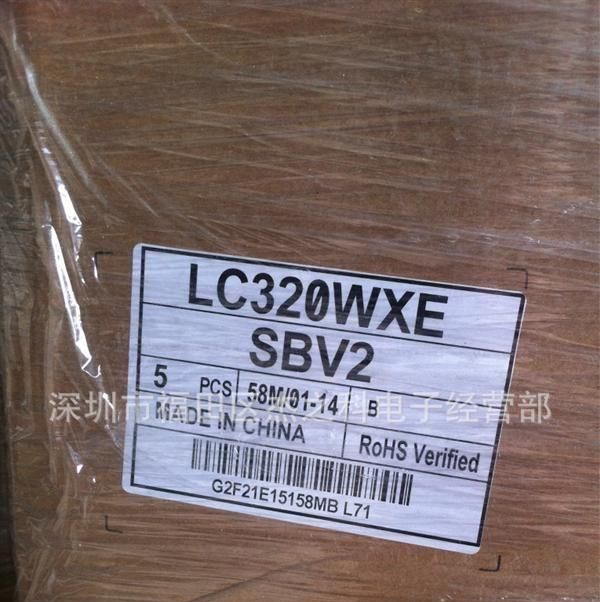 LC320WXE
SBV2
5 PCS 58M/01-14 B
深圳市福田区杰之科电子经营部
MADE IN CHINA
RoHS Verified
G2F21E15158MB L71